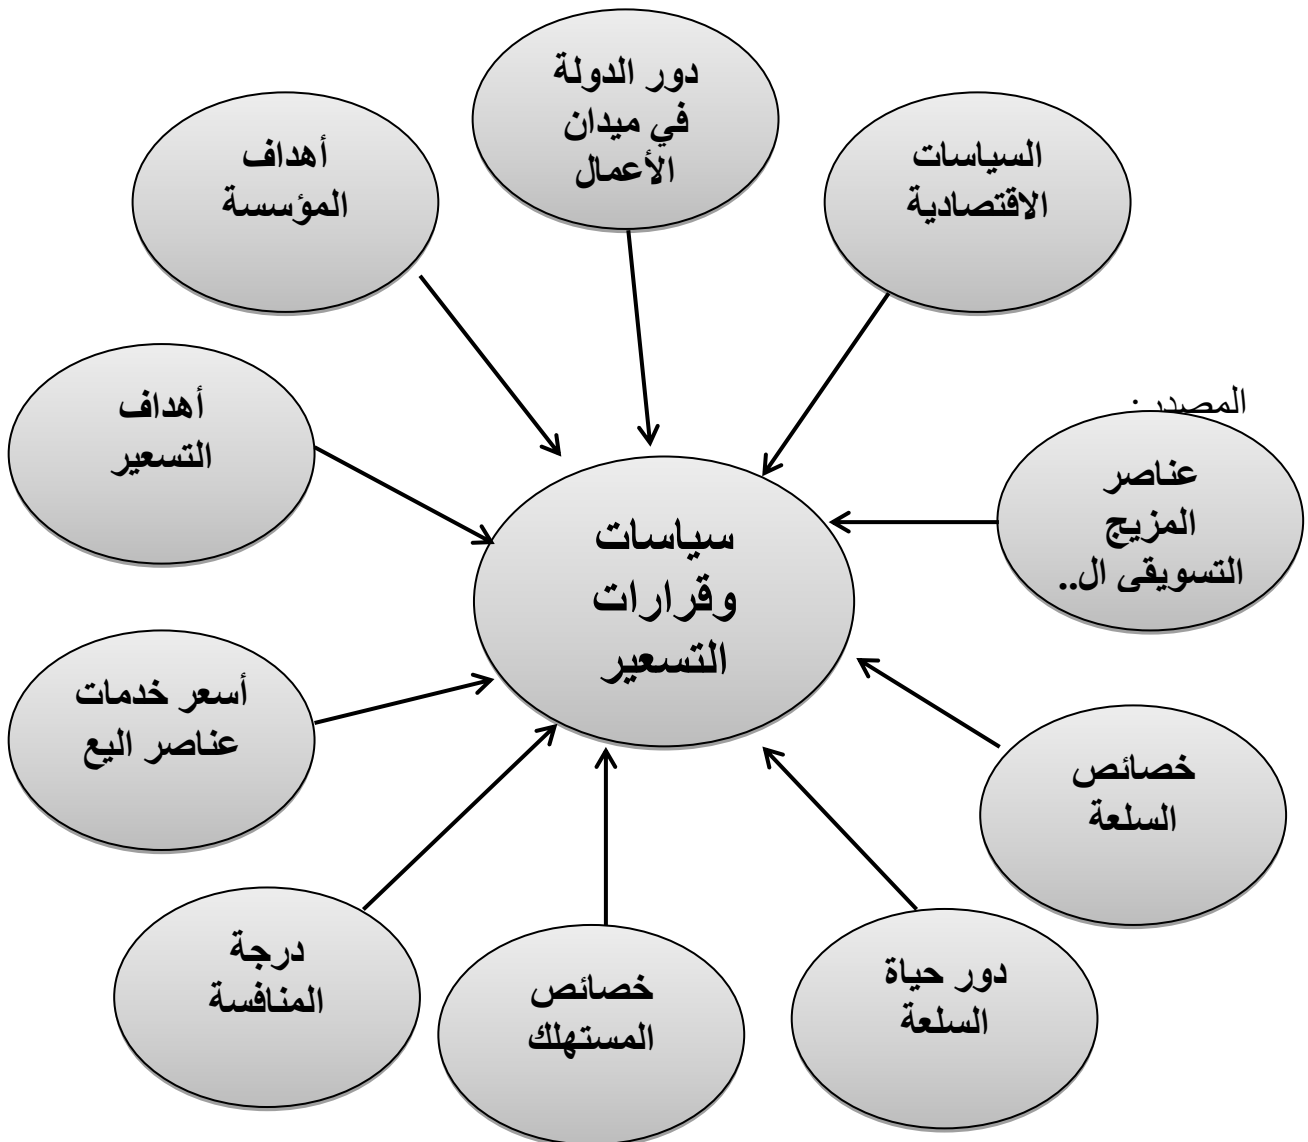 دور الدولة
في ميدان
الأعمال
السياسات
الاقتصادية
أهداف
المؤسسة
المصدر :
عناصر
المزيج
التسويقى ال..
أهداف
التسعير
سياسات
وقرارات
التسعير
خصائص
السلعة
أسعر خدمات
عناصر اليع
دور حياة
السلعة
خصائص
المستهلك
درجة
المنافسة